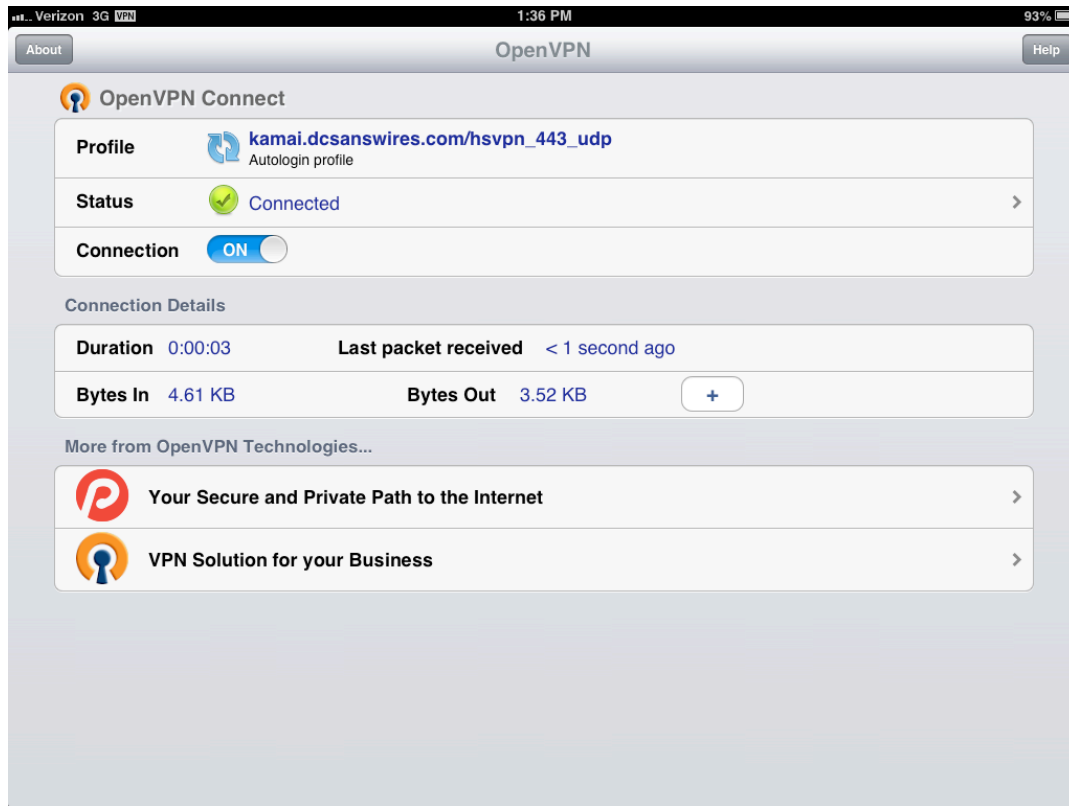 Verizon 3G VPN 1:36 PM 93%
About OpenVPN Help
OpenVPN Connect
Profile kamai.dcsanswires.com/hsvpn_443_udp
Autologin profile
Status Connected
Connection ON
Connection Details
Duration 0:00:03 Last packet received < 1 second ago
Bytes In 4.61 KB Bytes Out 3.52 KB +
More from OpenVPN Technologies...
Your Secure and Private Path to the Internet
VPN Solution for your Business